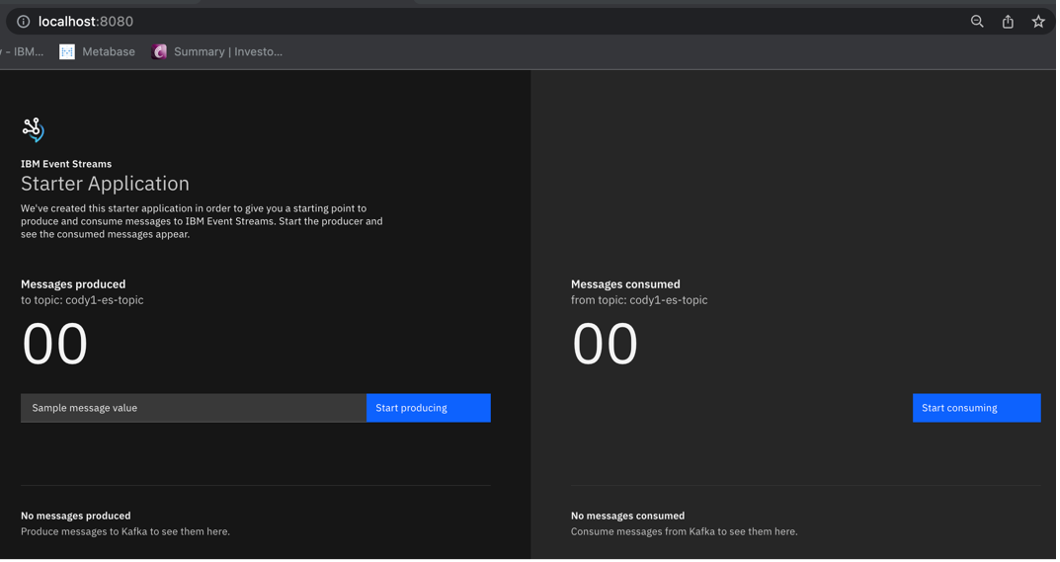 localhost:8080
- IBM...
Metabase
Summary | Investo...
IBM Event Streams
Starter Application
We've created this starter application in order to give you a starting point to
produce and consume messages to IBM Event Streams. Start the producer and
see the consumed messages appear.
Messages produced
to topic: cody1-es-topic
00
Sample message value
Start producing
No messages produced
Produce messages to Kafka to see them here.
Messages consumed
from topic: cody1-es-topic
00
Start consuming
No messages consumed
Consume messages from Kafka to see them here.